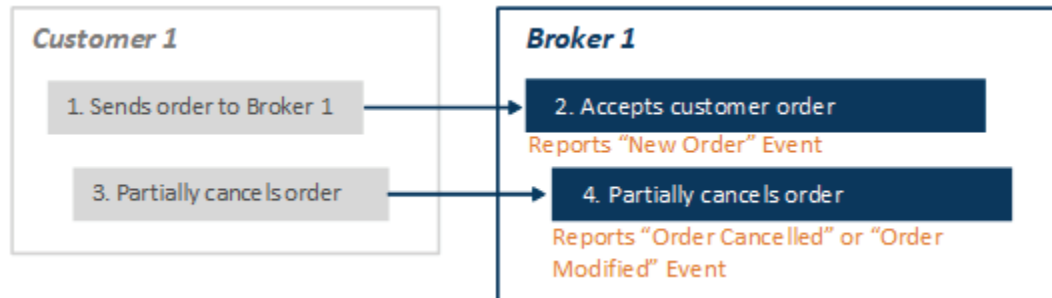 Customer 1
Broker 1
1. Sends order to Broker 1
2. Accepts customer order
Reports “New Order” Event
3. Partially cancels order
4. Partially cancels order
Reports “Order Cancelled” or “Order
Modified” Event